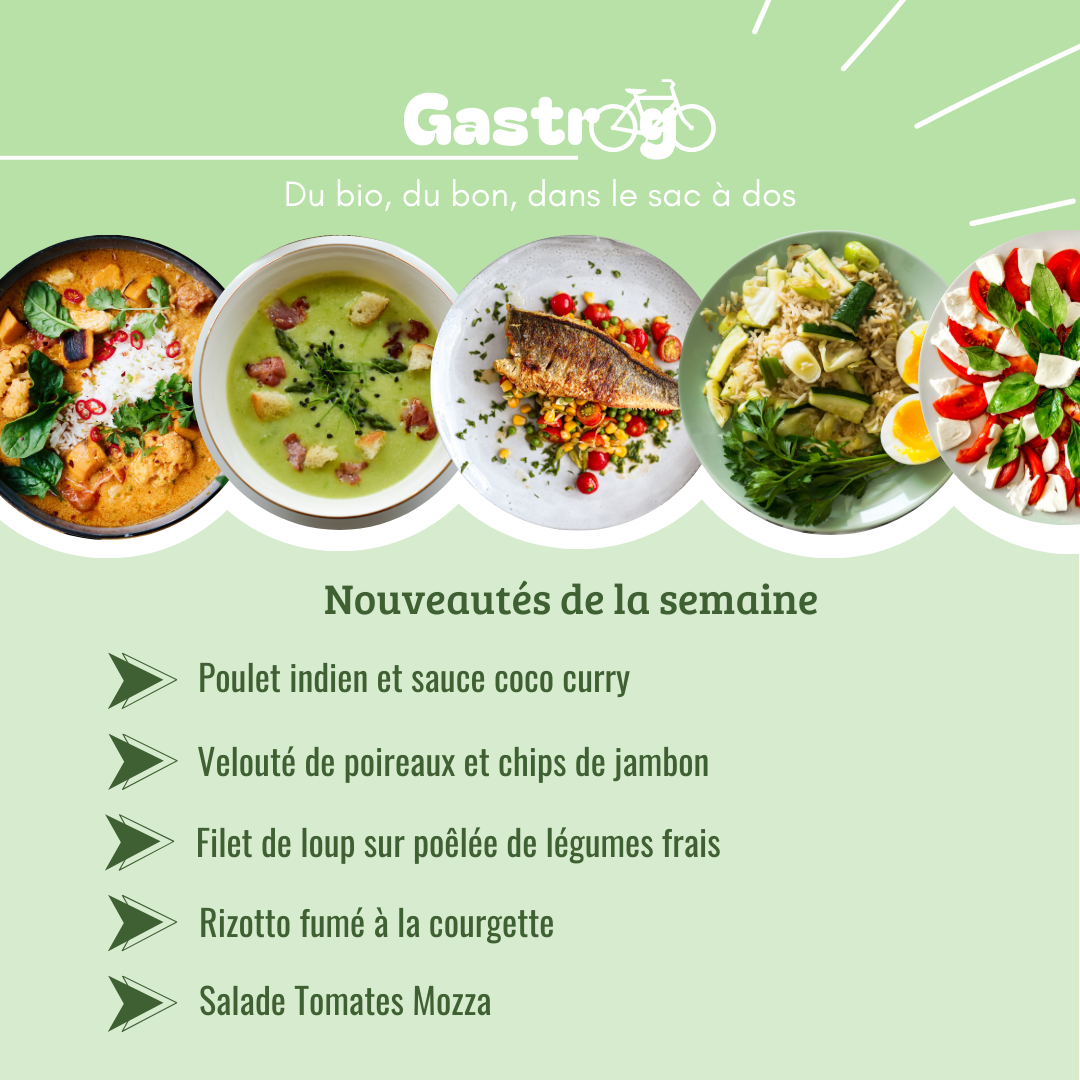 Gastrog
Du bio, du bon, dans le sac à dos
Nouveautés de la semaine
Poulet indien et sauce coco curry
Velouté de poireaux et chips de jambon
Filet de loup sur poêlée de légumes frais
Rizotto fumé à la courgette
Salade Tomates Mozza